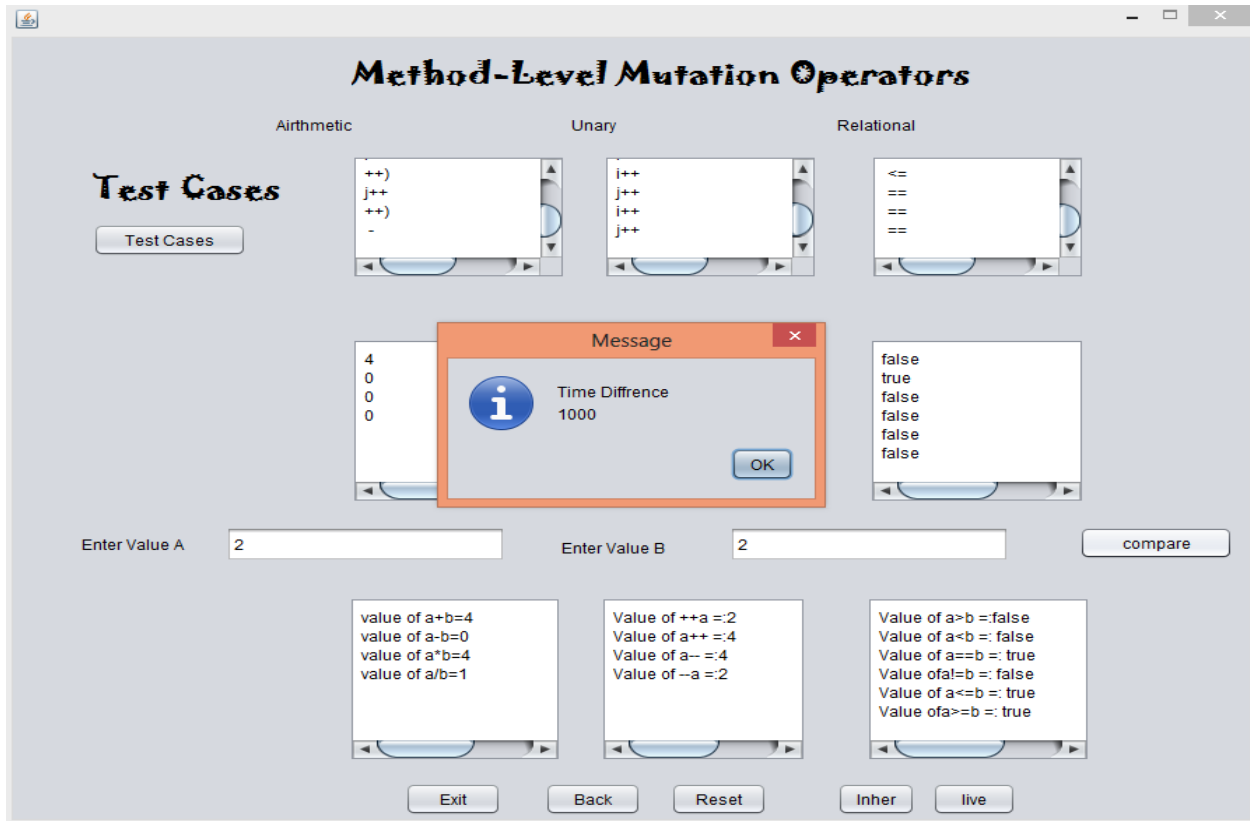 Method-Level Mutation Operators
Airthmetic
Unary
Relational
Test Cases
Test Cases
++)
j++
++)
-
i++
j++
i++
j++
<=
==
==
==
4
0
0
0
Message
Time Diffrence
1000
OK
false
true
false
false
false
false
Enter Value A
2
Enter Value B
2
compare
value of a+b=4
value of a-b=0
value of a*b=4
value of a/b=1
Value of ++a =:2
Value of a++ =:4
Value of a-- =:4
Value of --a =:2
Value of a>b =:false
Value of a<b =: false
Value of a==b =: true
Value ofa!=b =: false
Value of a<=b =: true
Value ofa>=b =: true
Exit
Back
Reset
Inher
live